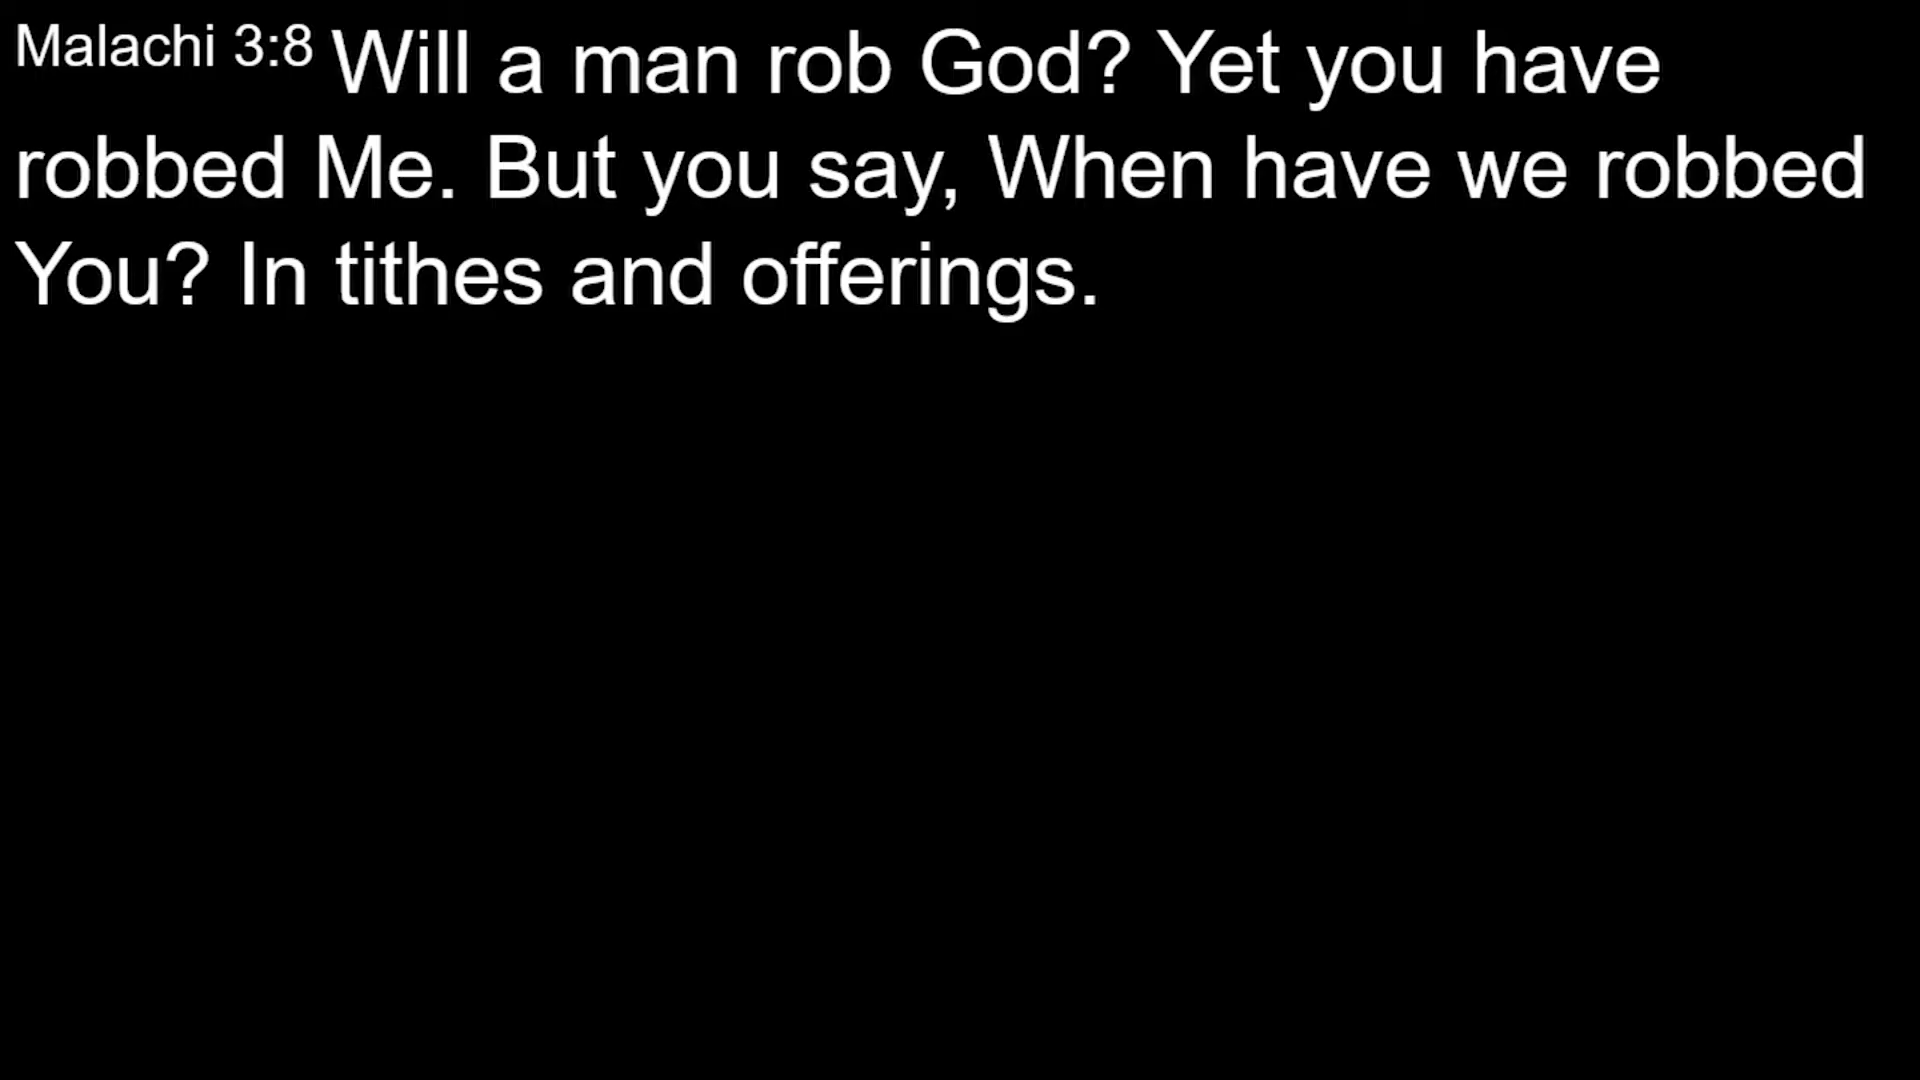 Malachi 3:8 Will a man rob God? Yet you have
robbed Me. But you say, When have we robbed
You? In tithes and offerings.